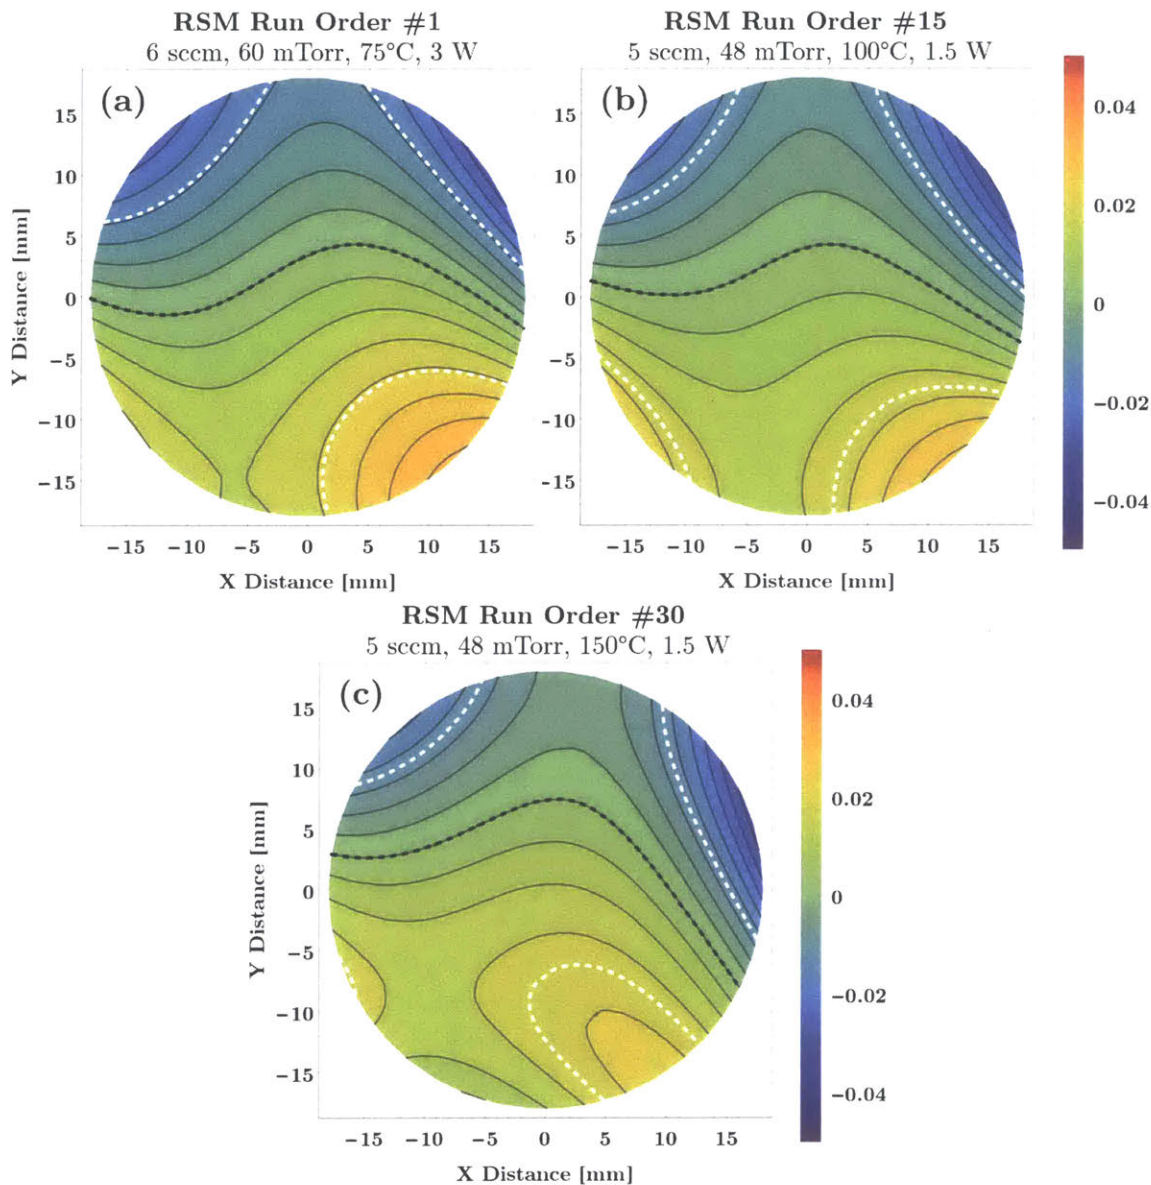 RSM Run Order #1
6 sccm, 60 mTorr, 75°C, 3 W
RSM Run Order #15
5 sccm, 48 mTorr, 100°C, 1.5 W
(a)
(b)
Y Distance [mm]
15
10
5
0
−5
−10
−15
15
10
5
0
−5
−10
−15
0.04
0.02
0
−0.02
−0.04
−15 −10 −5 0 5 10 15
−15 −10 −5 0 5 10 15
X Distance [mm]
X Distance [mm]
RSM Run Order #30
5 sccm, 48 mTorr, 150°C, 1.5 W
(c)
Y Distance [mm]
15
10
5
0
−5
−10
−15
0.04
0.02
0
−0.02
−0.04
−15 −10 −5 0 5 10 15
X Distance [mm]